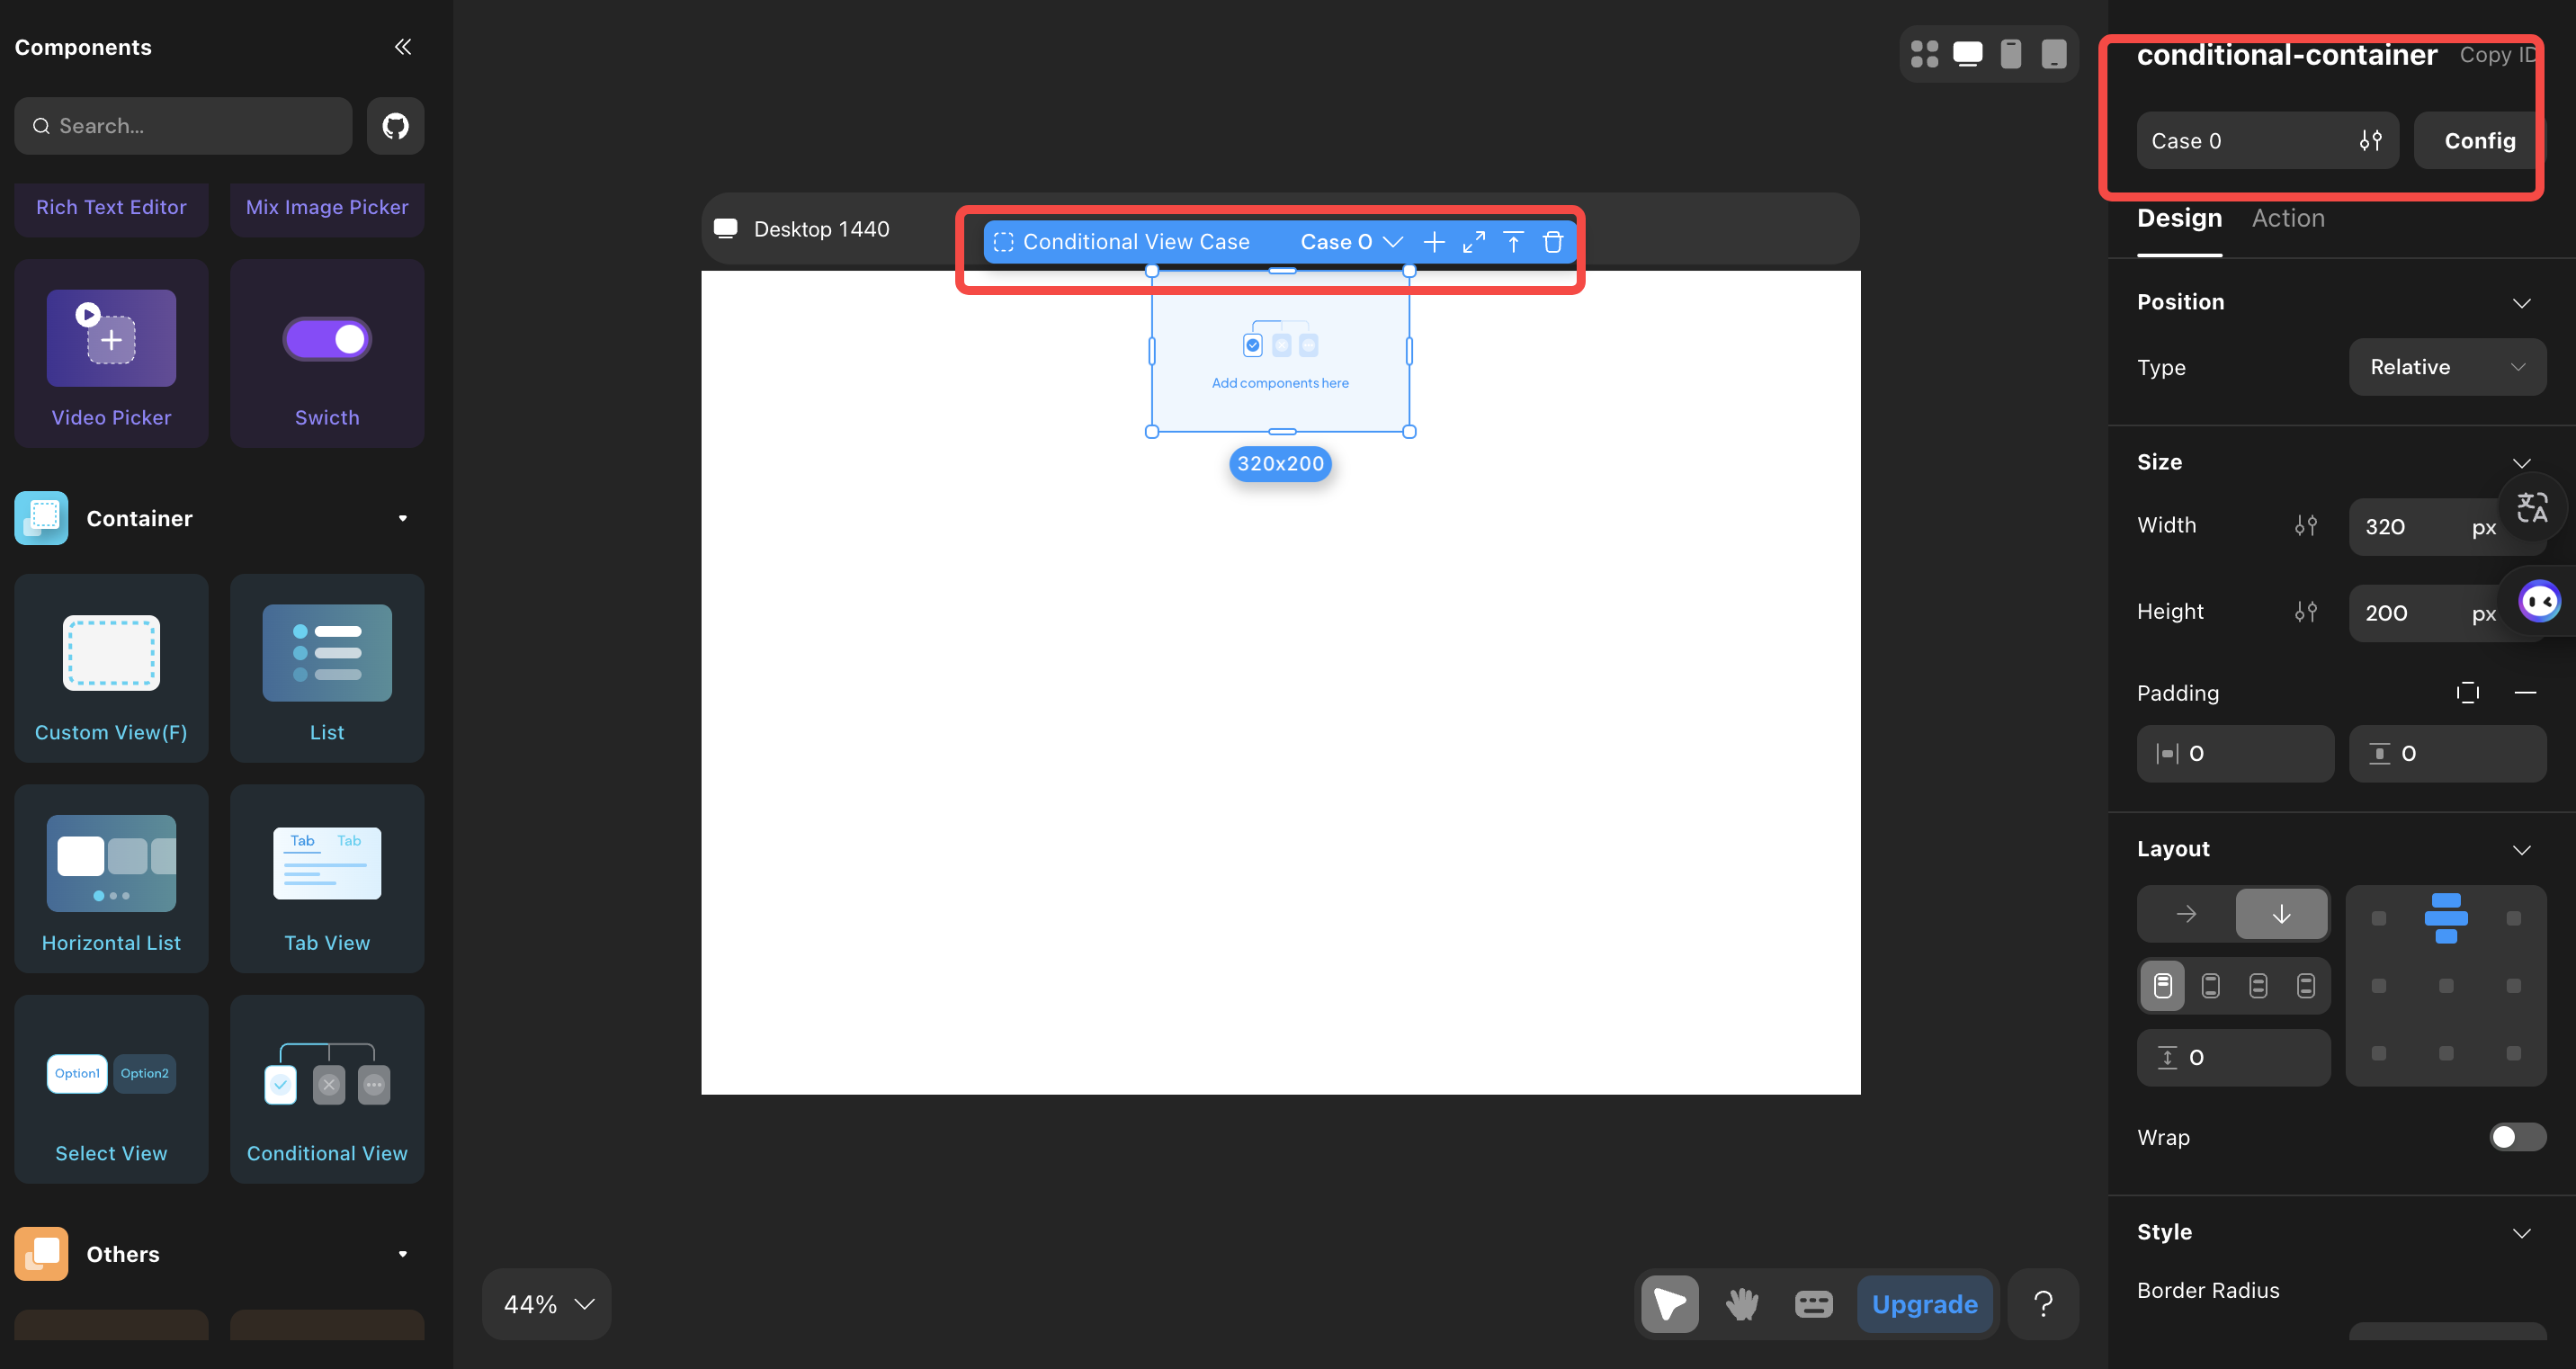 Components
Search...
Rich Text Editor
Mix Image Picker
Video Picker
Swicth
Container
Custom View(F)
List
Horizontal List
Tab Tab
Tab View
Option1 Option2
Select View
Conditional View
Others
Desktop 1440
Conditional View Case
Case 0
Add components here
320x200
44%
Upgrade
?
conditional-container
Copy ID
Case 0
Config
Design
Action
Position
Type
Relative
Size
Width
320 px
Height
200 px
Padding
0
0
Layout
0
Wrap
Style
Border Radius